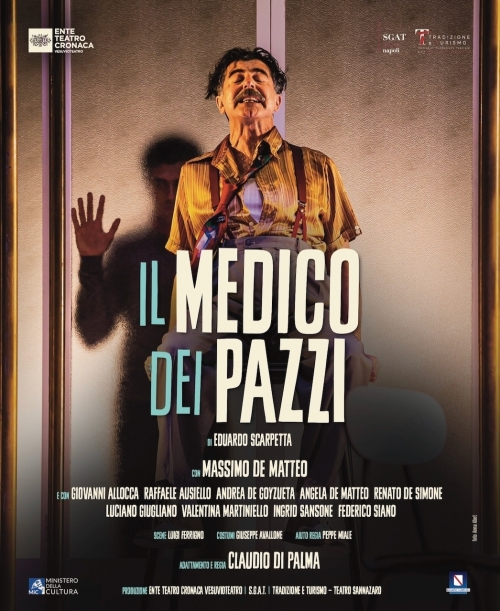 ENTE
TEATRO
CRONACA
VESUVIOTEATRO
SGAT
napoli
TRADIZIONE
e TURISMO
IL MEDICO
DEI PAZZI
DI EDUARDO SCARPETTA
CON MASSIMO DE MATTEO
E CON GIOVANNI ALLOCCA RAFFAELE AUSIELLO ANDREA DE GOYZUETA ANGELA DE MATTEO RENATO DE SIMONE
LUCIANO GIUGLIANO VALENTINA MARTINIELLO INGRID SANSONE FEDERICO SIANO
SCENE LUIGI FERRIGNO COSTUMI GIUSEPPE AVALLONE AIUTO REGIA PEPPE MIALE
ADATTAMENTO E REGIA CLAUDIO DI PALMA
MIC
MINISTERO
DELLA
CULTURA
PRODUZIONE ENTE TEATRO CRONACA VESUVIOTEATRO | S.G.A.T. | TRADIZIONE E TURISMO – TEATRO SANNAZARO